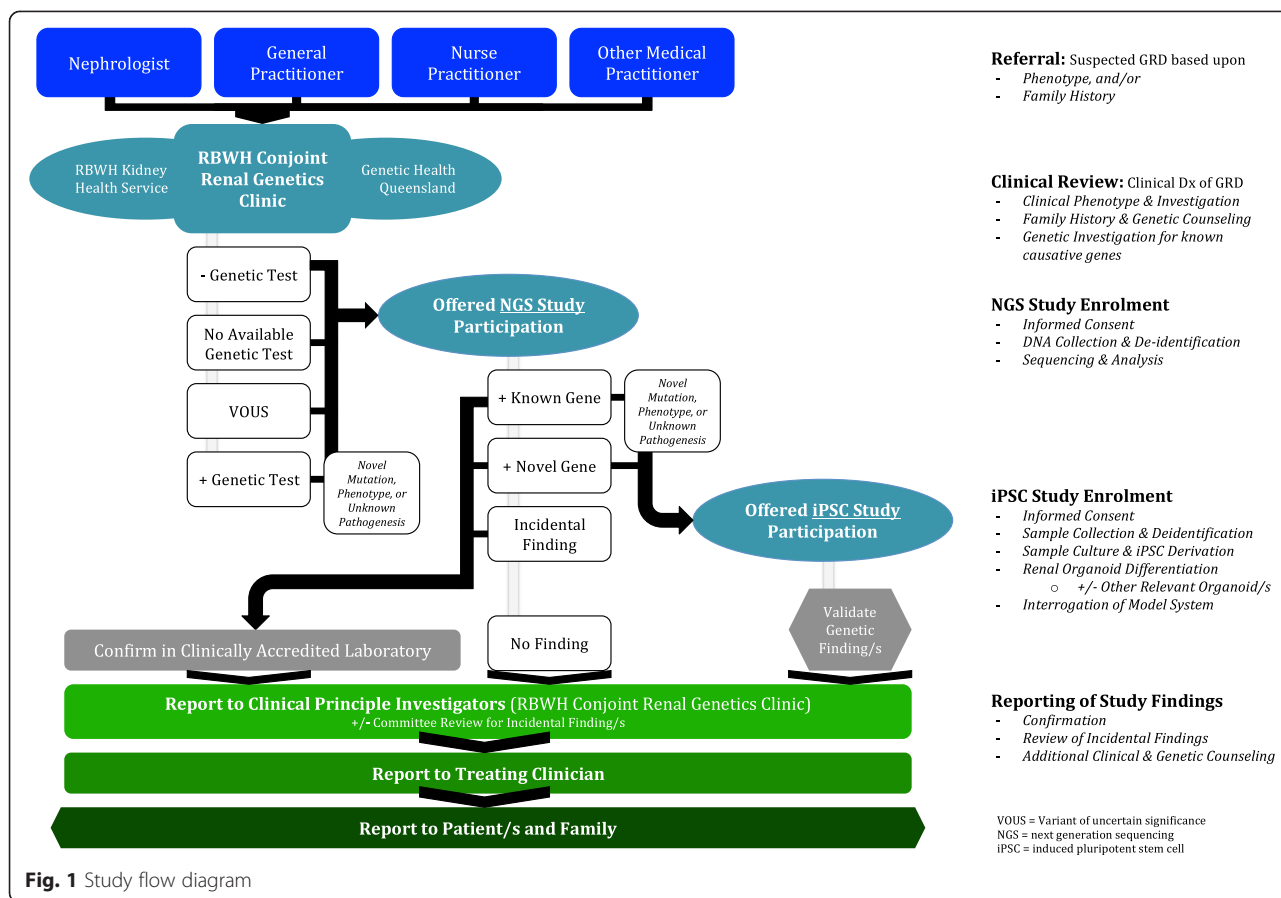 Nephrologist
General
Practitioner
Nurse
Practitioner
Other Medical
Practitioner
Referral: Suspected GRD based upon
- Phenotype, and/or
- Family History
RBWH Kidney
Health Service
RBWH Conjoint
Renal Genetics
Clinic
Genetic Health
Queensland
Clinical Review: Clinical Dx of GRD
- Clinical Phenotype & Investigation
- Family History & Genetic Counseling
- Genetic Investigation for known
causative genes
- Genetic Test
No Available
Genetic Test
VOUS
+ Genetic Test
Novel
Mutation,
Phenotype, or
Unknown
Pathogenesis
Offered NGS Study
Participation
NGS Study Enrolment
- Informed Consent
- DNA Collection & De-identification
- Sequencing & Analysis
+ Known Gene
Novel
Mutation,
Phenotype, or
Unknown
Pathogenesis
+ Novel Gene
Incidental
Finding
No Finding
Offered iPSC Study
Participation
iPSC Study Enrolment
- Informed Consent
- Sample Collection & Deidentification
- Sample Culture & iPSC Derivation
- Renal Organoid Differentiation
o +/- Other Relevant Organoid/s
- Interrogation of Model System
Confirm in Clinically Accredited Laboratory
Validate
Genetic
Finding/s
Report to Clinical Principle Investigators (RBWH Conjoint Renal Genetics Clinic)
+/- Committee Review for Incidental Finding/s
Reporting of Study Findings
- Confirmation
- Review of Incidental Findings
- Additional Clinical & Genetic Counseling
Report to Treating Clinician
Report to Patient/s and Family
VOUS = Variant of uncertain significance
NGS = next generation sequencing
iPSC = induced pluripotent stem cell
Fig. 1 Study flow diagram